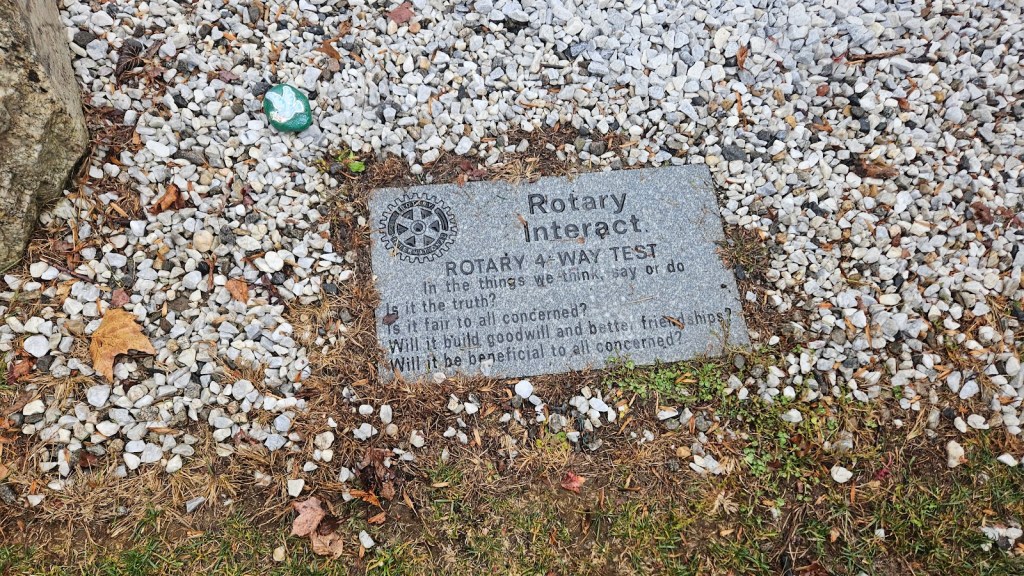 Rotary
Interact
ROTARY 4-WAY TEST
In the things we think, say or do
Is it the truth?
Is it fair to all concerned?
Will it build goodwill and better friendships?
Will it be beneficial to all concerned?